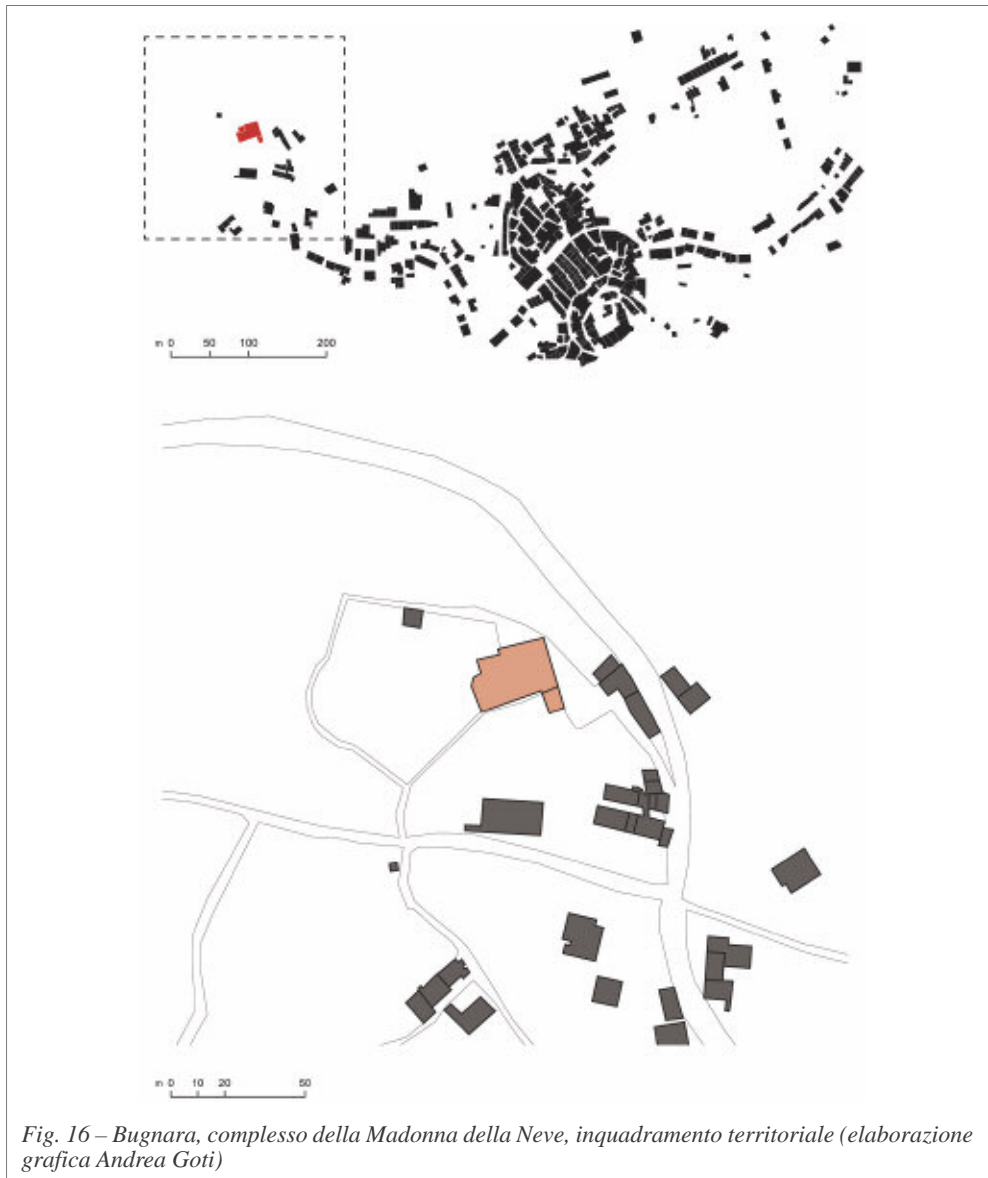 m 0 50 100 200
m 0 10 20 50
Fig. 16 – Bugnara, complesso della Madonna della Neve, inquadramento territoriale (elaborazione
grafica Andrea Goti)